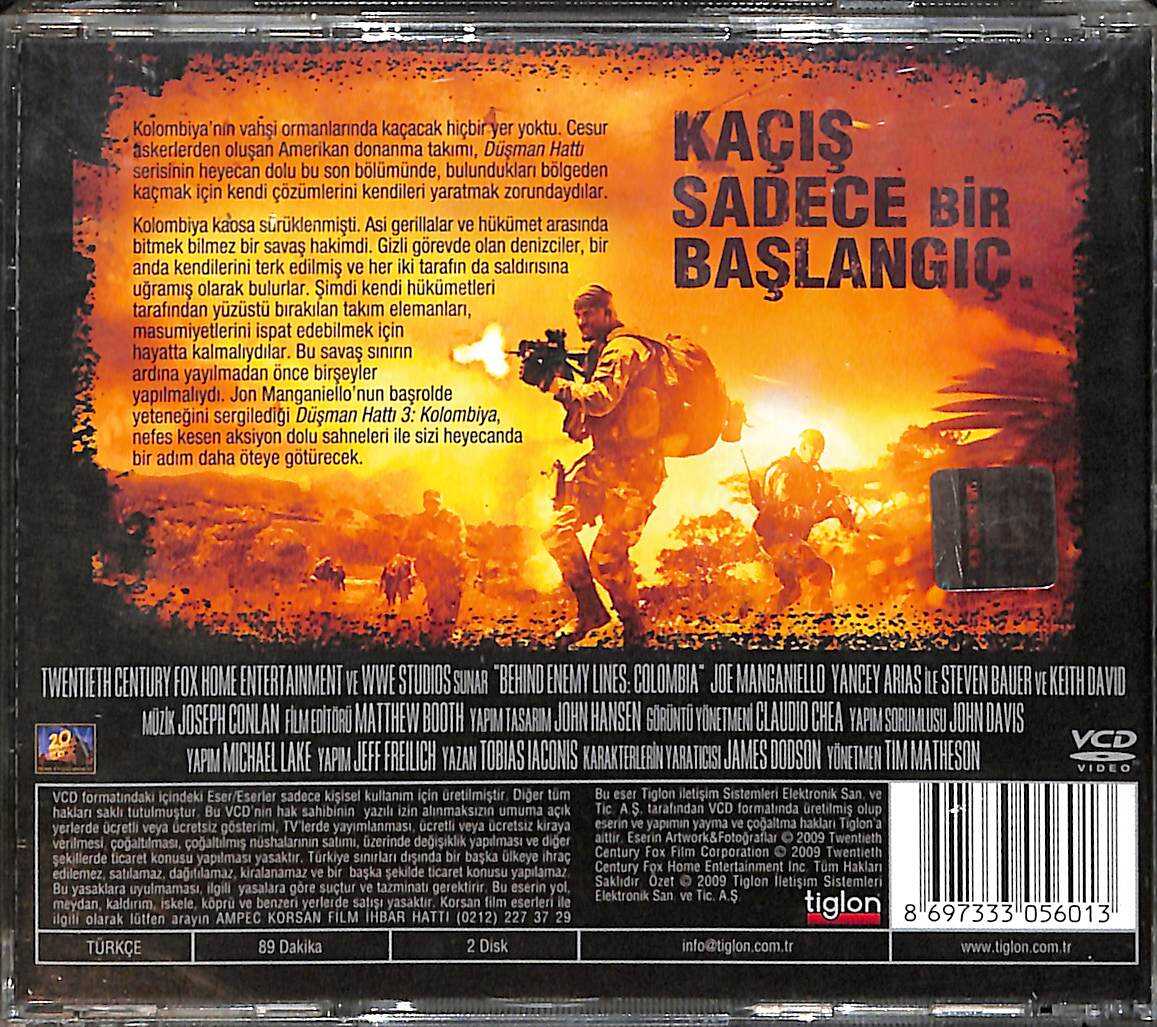 Kolombiya'nın vahşi ormanlarında kaçacak hiçbir yer yoktu. Cesur
askerlerden oluşan Amerikan donanma takımı, Düşman Hattı
serisinin heyecan dolu bu son bölümünde, bulundukları bölgeden
kaçmak için kendi çözümlerini kendileri yaratmak zorundaydılar.
Kolombiya kaosa sürüklenmişti. Asi gerillalar ve hükümet arasında
bitmek bilmez bir savaş hakimdi. Gizli görevde olan denizciler, bir
anda kendilerini terk edilmiş ve her iki tarafın da saldırısına
uğramış olarak bulurlar. Şimdi kendi hükümetleri
tarafından yüzüstü bırakılan takım elemanları,
masumiyetlerini ispat edebilmek için
hayatta kalmalıydılar. Bu savaş sınırın
ardına yayılmadan önce birşeyler
yapılmalıydı. Jon Manganiello'nun başrolde
yeteneğini sergilediği Düşman Hattı 3: Kolombiya,
nefes kesen aksiyon dolu sahneleri ile sizi heyecanda
bir adım daha öteye götürecek.
KAÇIŞ
SADECE BİR
BAŞLANGIÇ.
TWENTIETH CENTURY FOX HOME ENTERTAINMENT VE WWE STUDIOS SUNAR "BEHIND ENEMY LINES: COLOMBIA" JOE MANGANIELLO YANCEY ARIAS İLE STEVEN BAUER VE KEITH DAVID
MÜZİK JOSEPH CONLAN FİLM EDİTÖRÜ MATTHEW BOOTH YAPIM TASARIM JOHN HANSEN GÖRÜNTÜ YÖNETMENİ CLAUDIO CHEA YAPIM SORUMLUSU JOHN DAVIS
YAPIM MICHAEL LAKE YAPIM JEFF FREILICH YAZAN TOBIAS IACONIS KARAKTERLERİN YARATICISI JAMES DODSON YÖNETMEN TIM MATHESON
20
VCD
VIDEO
VCD formatındaki içindeki Eser/Eserler sadece kişisel kullanım için üretilmiştir. Diğer tüm
hakları saklı tutulmuştur. Bu VCD'nin hak sahibinin yazılı izin alınmaksızın umuma açık
yerlerde ücretli veya ücretsiz gösterimi, TV'lerde yayımlanması, ücretli veya ücretsiz kiraya
verilmesi, çoğaltılması, çoğaltılmış nüshalarının satımı, üzerinde değişiklik yapılması ve diğer
şekillerde ticaret konusu yapılması yasaktır. Türkiye sınırları dışında bir başka ülkeye ihraç
edilemez, satılamaz, dağıtılamaz, kiralanamaz ve bir başka şekilde ticaret konusu yapılamaz.
Bu yasaklara uyulmaması, ilgili yasalara göre suçtur ve tazminatı gerektirir. Bu eserin yol,
meydan, kaldırım, iskele, köprü ve benzeri yerlerde satışı yasaktır. Korsan film eserleri ile
ilgili olarak lütfen arayın AMPEC KORSAN FİLM İHBAR HATTI (0212) 227 37 29
Bu eser Tiglon İletişim Sistemleri Elektronik San. ve
Tic. A.Ş. tarafından VCD formatında üretilmiş olup
eserin ve yapımın yayma ve çoğaltma hakları Tiglon'a
aittir. Eserin Artwork&Fotoğraflar © 2009 Twentieth
Century Fox Film Corporation © 2009 Twentieth
Century Fox Home Entertainment Inc. Tüm Hakları
Saklıdır. Özet © 2009 Tiglon İletişim Sistemleri
Elektronik San. ve Tic. A.Ş.
tiglon
8 697333 056013
TÜRKÇE
89 Dakika
2 Disk
info@tiglon.com.tr
www.tiglon.com.tr